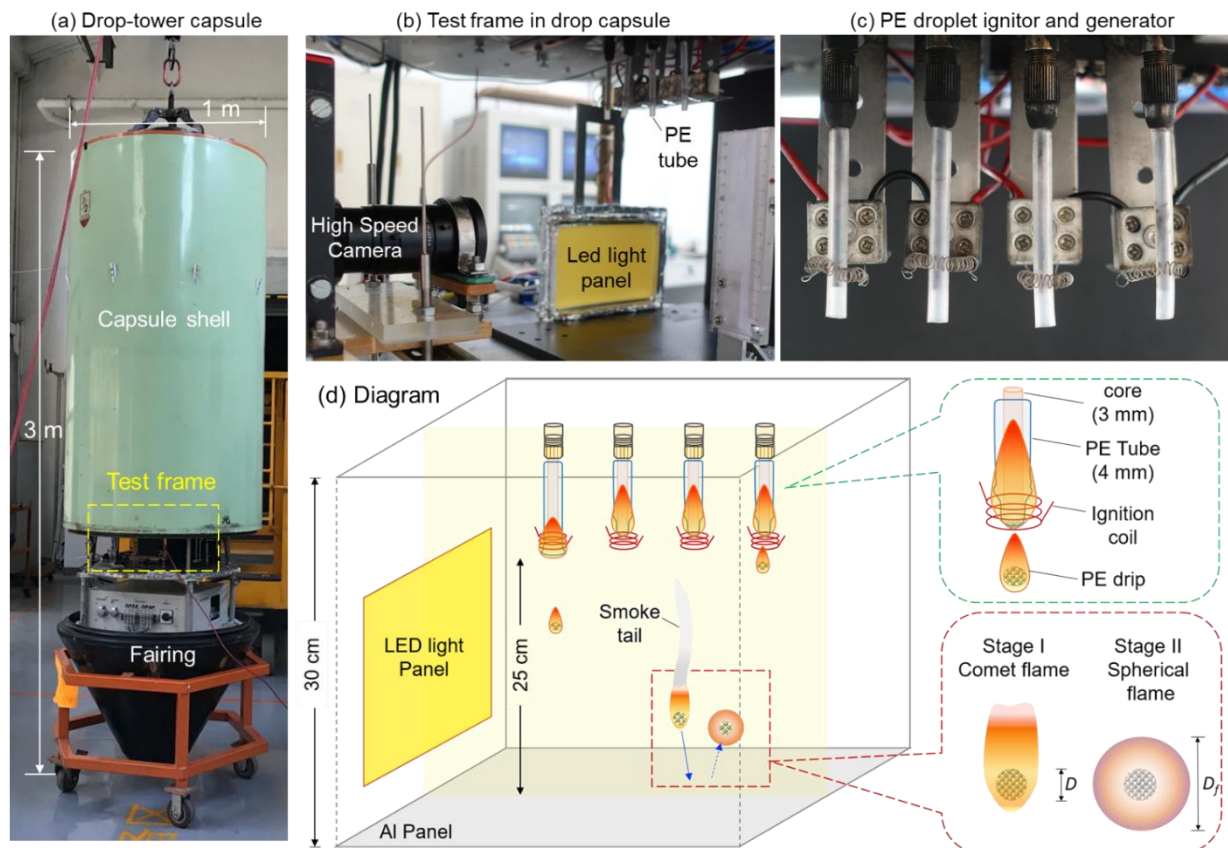 (a) Drop-tower capsule
1 m
3 m
Capsule shell
Test frame
Fairing
(b) Test frame in drop capsule
PE
tube
High Speed
Camera
Led light
panel
(c) PE droplet ignitor and generator
(d) Diagram
30 cm
LED light
Panel
25 cm
Smoke
tail
Al Panel
core
(3 mm)
PE Tube
(4 mm)
Ignition
coil
PE drip
Stage I
Comet flame
Stage II
Spherical
flame
D
D_f